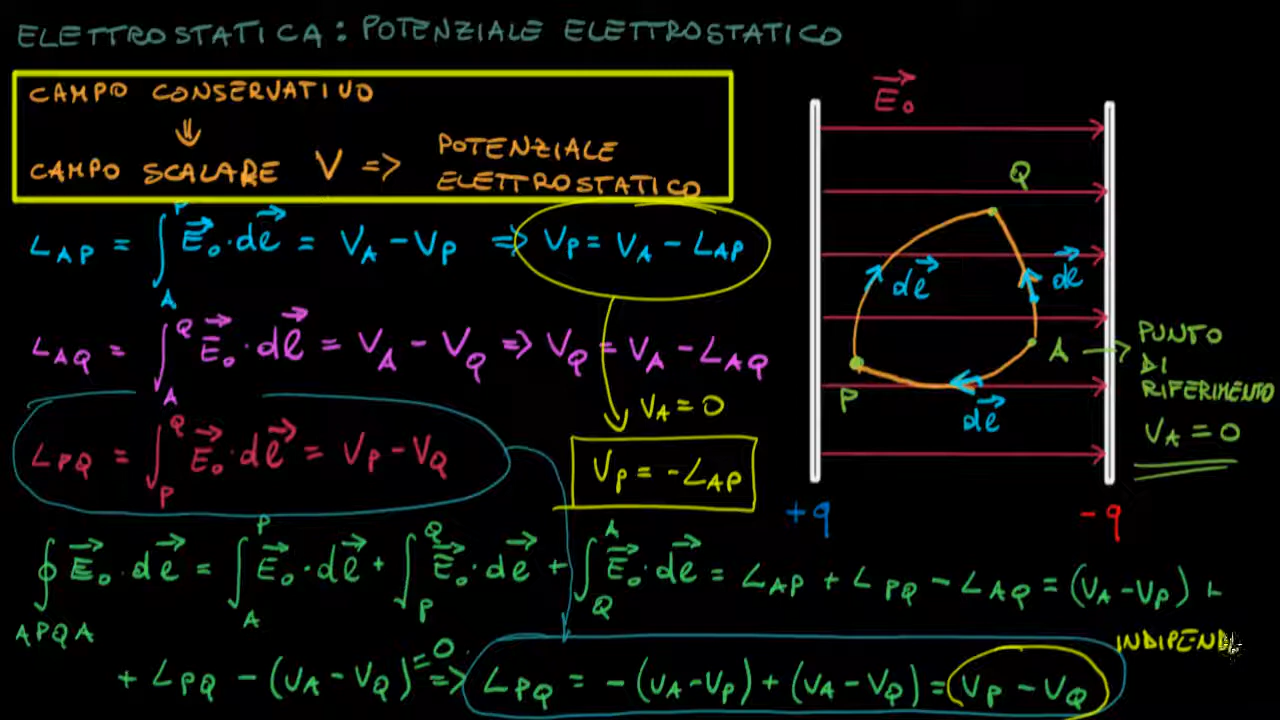 ELETTROSTATICA: POTENZIALE ELETTROSTATICO
CAMPO CONSERVATIVO
⇓
CAMPO SCALARE V => POTENZIALE ELETTROSTATICO
L_AP = ∫_A^P E⃗₀·dℓ⃗ = V_A − V_P => V_P = V_A − L_AP
L_AQ = ∫_A^Q E⃗₀·dℓ⃗ = V_A − V_Q => V_Q = V_A − L_AQ
V_A = 0
L_PQ = ∫_P^Q E⃗₀·dℓ⃗ = V_P − V_Q
V_P = −L_AP
∮_APQA E⃗₀·dℓ⃗ = ∫_A^P E⃗₀·dℓ⃗ + ∫_P^Q E⃗₀·dℓ⃗ + ∫_Q^A E⃗₀·dℓ⃗ = L_AP + L_PQ − L_AQ = (V_A − V_P) +
+ L_PQ − (V_A − V_Q) = 0 => L_PQ = −(V_A − V_P) + (V_A − V_Q) = V_P − V_Q
INDIPEND
E⃗₀
Q
dℓ⃗
dℓ⃗
A → PUNTO
DI
RIFERIMENTO
V_A = 0
P
dℓ⃗
+q
−q